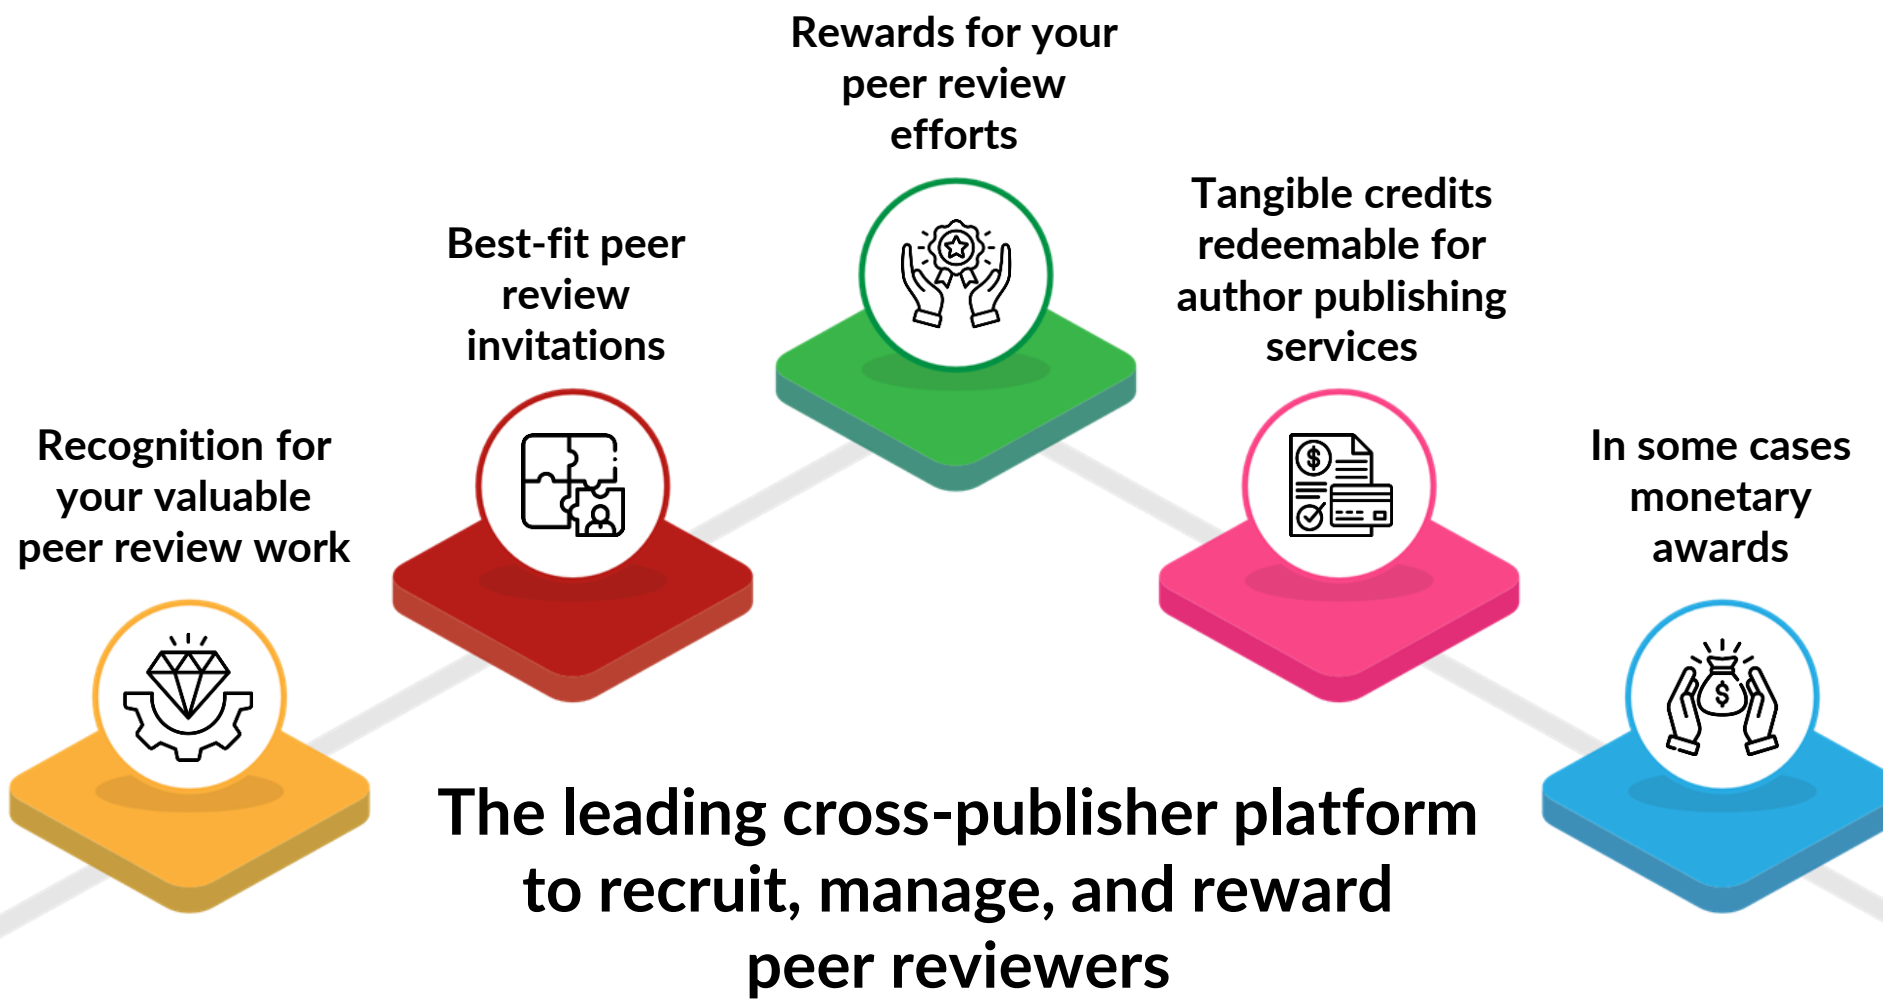 Rewards for your
peer review
efforts
Best-fit peer
review
invitations
Tangible credits
redeemable for
author publishing
services
Recognition for
your valuable
peer review work
In some cases
monetary
awards
$
$
The leading cross-publisher platform
to recruit, manage, and reward
peer reviewers